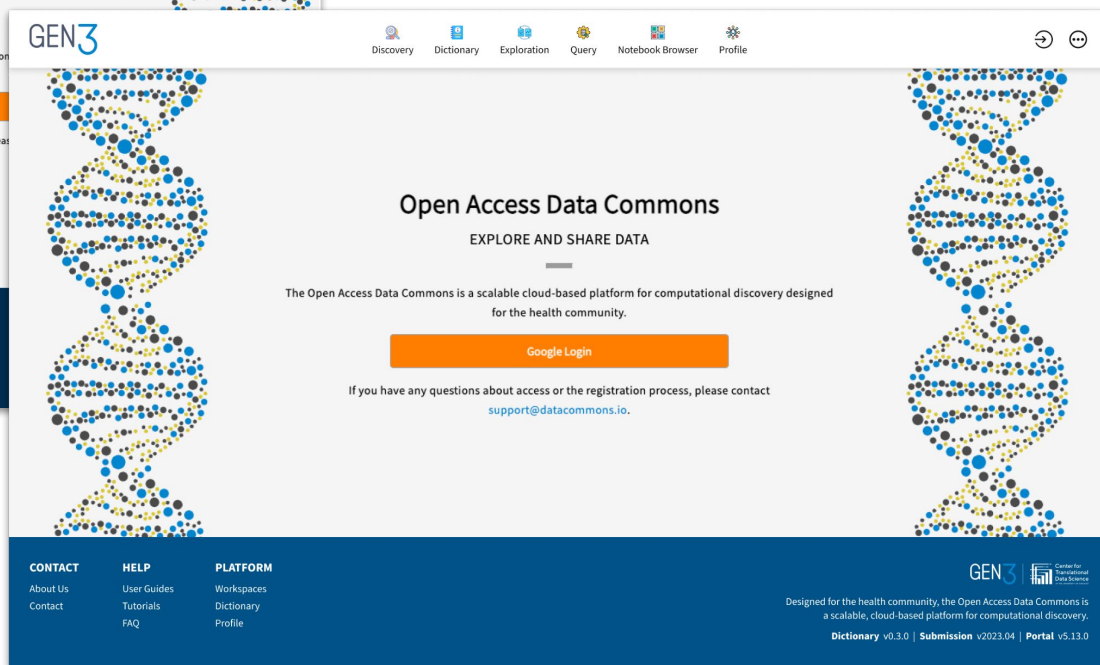 GEN3
Discovery
Dictionary
Exploration
Query
Notebook Browser
Profile
Open Access Data Commons
EXPLORE AND SHARE DATA
The Open Access Data Commons is a scalable cloud-based platform for computational discovery designed
for the health community.
Google Login
If you have any questions about access or the registration process, please contact
support@datacommons.io.
CONTACT
About Us
Contact
HELP
User Guides
Tutorials
FAQ
PLATFORM
Workspaces
Dictionary
Profile
GEN3
Center for
Translational
Data Science
Designed for the health community, the Open Access Data Commons is
a scalable, cloud-based platform for computational discovery.
Dictionary v0.3.0 | Submission v2023.04 | Portal v5.13.0